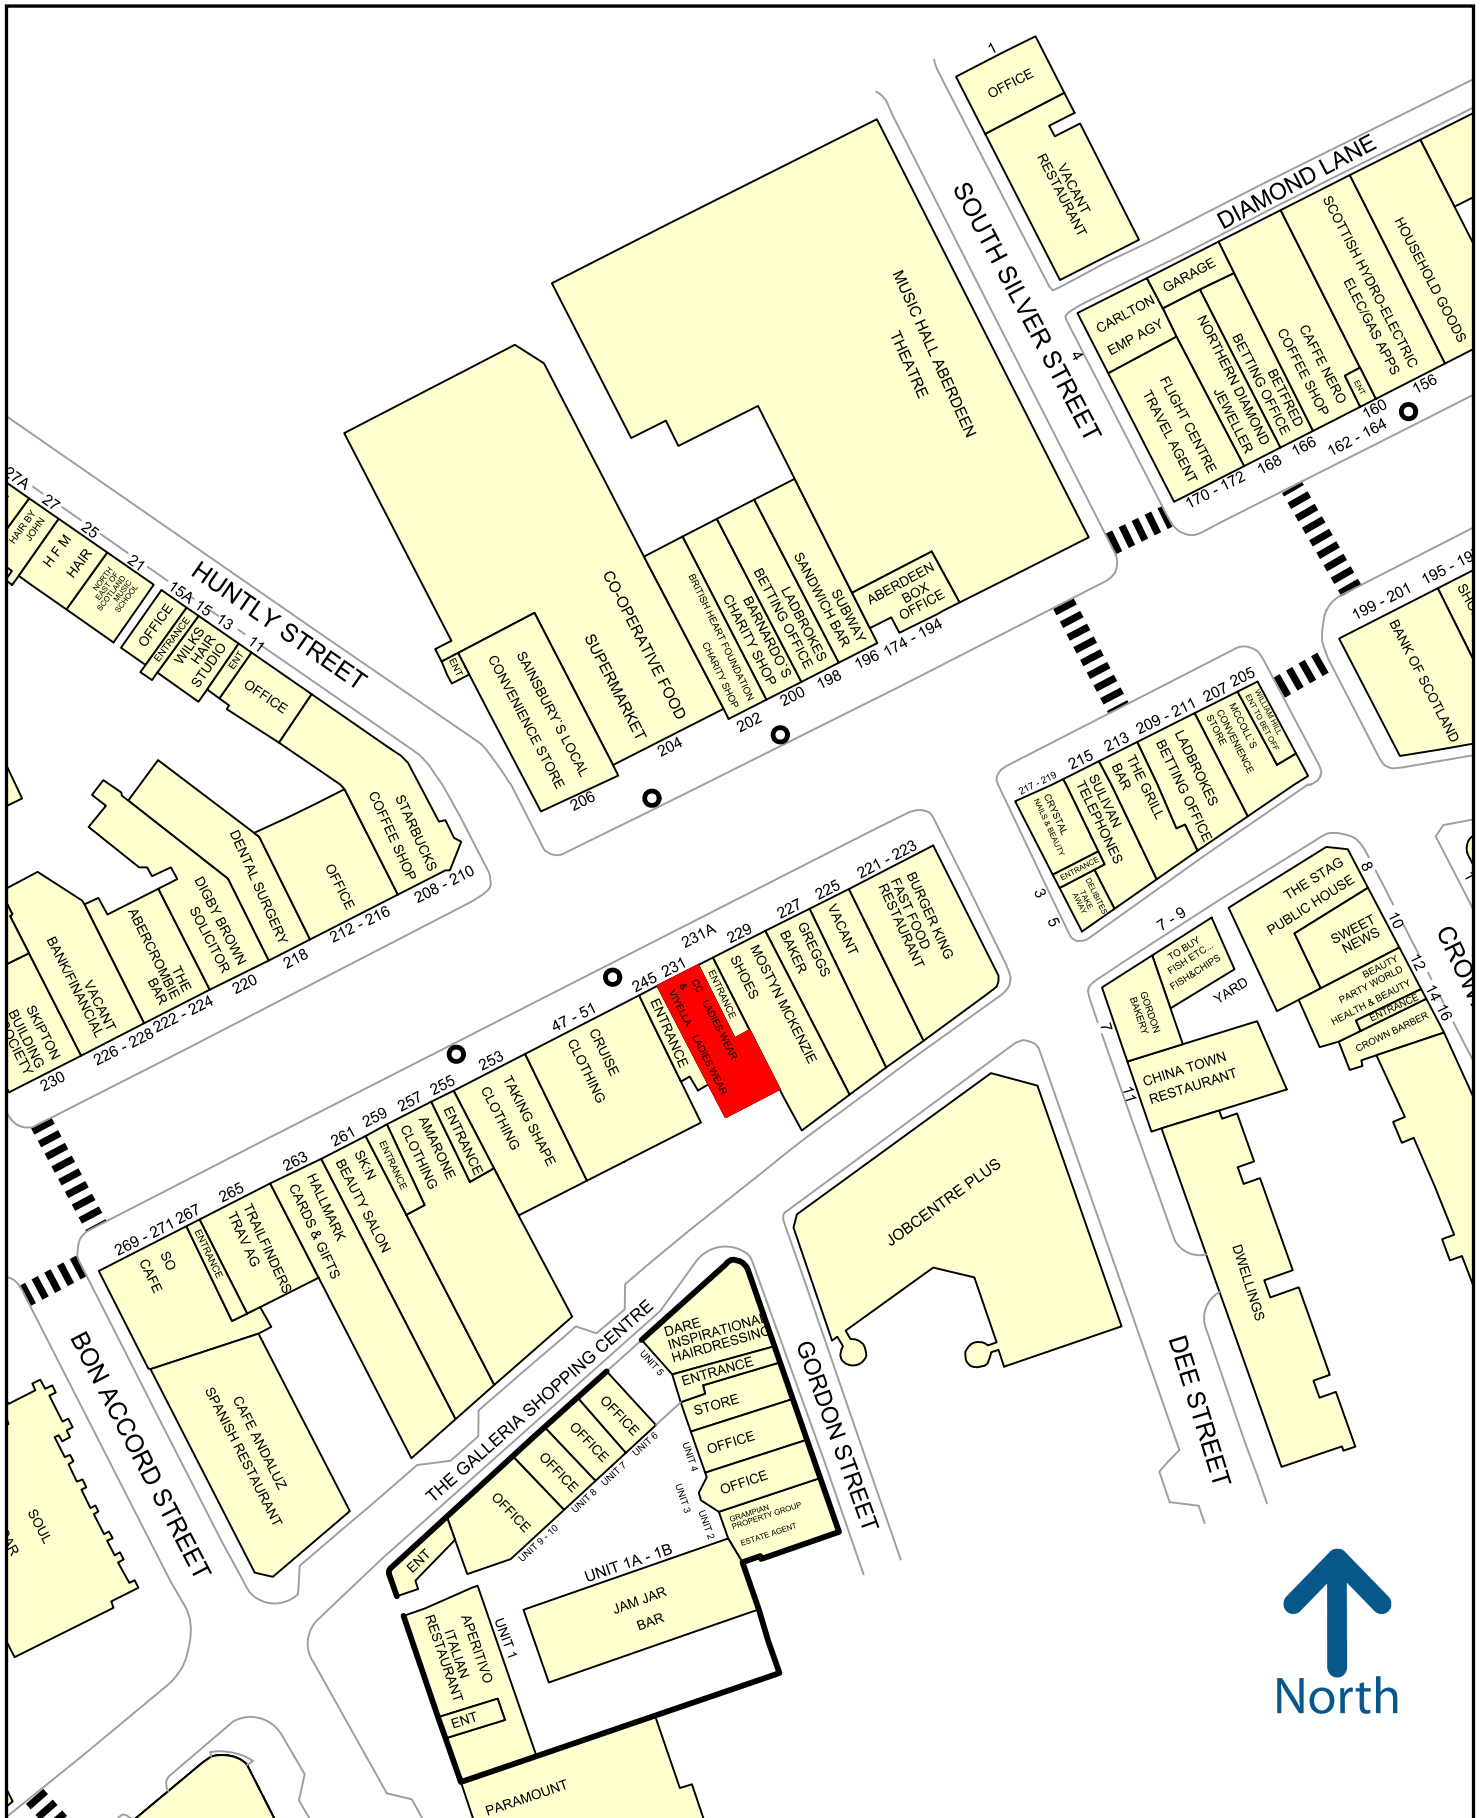 1
OFFICE
VACANT
RESTAURANT
DIAMOND LANE
SOUTH SILVER STREET
MUSIC HALL ABERDEEN
THEATRE
CARLTON
EMP AGY
GARAGE
4
FLIGHT CENTRE
TRAVEL AGENT
NORTHERN DIAMOND
JEWELLER
BETFRED
BETTING OFFICE
CAFFE NERO
COFFEE SHOP
ENT
SCOTTISH HYDRO-ELECTRIC
ELEC/GAS APPS
HOUSEHOLD GOODS
170 - 172
168
166
162 - 164
160
156
27A
27
25
21
15A
15
13
11
HAIR BY
JOHN
H F M
HAIR
NORTH
EAST OF
SCOTLAND
MUSIC
SCHOOL
HUNTLY STREET
OFFICE
ENTRANCE
WILKS
HAIR
STUDIO
ENT
OFFICE
STARBUCKS
COFFEE SHOP
OFFICE
DENTAL SURGERY
DIGBY BROWN
SOLICITOR
THE
ABERCROMBIE
BAR
VACANT
BANK/FINANCIAL
SKIPTON
BUILDING
SOCIETY
208 - 210
212 - 216
218
220
222 - 224
226 - 228
230
ENT
SAINSBURY'S LOCAL
CONVENIENCE STORE
CO-OPERATIVE FOOD
SUPERMARKET
BRITISH HEART FOUNDATION
CHARITY SHOP
BARNARDO'S
CHARITY SHOP
LADBROKES
BETTING OFFICE
SUBWAY
SANDWICH BAR
ABERDEEN
BOX
OFFICE
206
204
202
200
198
196
174 - 194
199 - 201
195 - 19
BANK OF SCOTLAND
SHO
217 - 219
215
213
209 - 211
207
205
CRYSTAL
NAILS & BEAUTY
ENTRANCE
DELIBITES
TAKE
AWAY
SULIVAN
TELEPHONES
THE GRILL
BAR
LADBROKES
BETTING OFFICE
MCCOLL'S
CONVENIENCE
STORE
WILLIAM HILL
ENT TO BET OFF
3
5
7 - 9
TO BUY
FISH ETC...
FISH&CHIPS
GORDON
BAKERY
YARD
7
CHINA TOWN
RESTAURANT
11
THE STAG
PUBLIC HOUSE
SWEET
NEWS
BEAUTY
PARTY WORLD
HEALTH & BEAUTY
ENTRANCE
CROWN BARBER
8
10
12
14
16
CROWN
1
DWELLINGS
DEE STREET
221 - 223
225
227
229
231A
231
245
47 - 51
253
255
257
259
261
263
265
267
269 - 271
BURGER KING
FAST FOOD
RESTAURANT
VACANT
GREGGS
BAKER
MOSTYN MCKENZIE
SHOES
ENTRANCE
CC LADIES WEAR
&
VIYELLA LADIES WEAR
ENTRANCE
CRUISE
CLOTHING
TAKING SHAPE
CLOTHING
ENTRANCE
AMARONE
CLOTHING
ENTRANCE
SK:N
BEAUTY SALON
HALLMARK
CARDS & GIFTS
TRAILFINDERS
TRAV AG
ENTRANCE
SO
CAFE
CAFE ANDALUZ
SPANISH RESTAURANT
BON ACCORD STREET
SOUL
AR
JOBCENTRE PLUS
GORDON STREET
THE GALLERIA SHOPPING CENTRE
DARE
INSPIRATIONAL
HAIRDRESSING
ENTRANCE
STORE
OFFICE
OFFICE
GRAMPIAN
PROPERTY GROUP
ESTATE AGENT
UNIT 5
UNIT 4
UNIT 3
UNIT 2
OFFICE
OFFICE
OFFICE
OFFICE
UNIT 6
UNIT 7
UNIT 8
UNIT 9 - 10
ENT
UNIT 1A - 1B
JAM JAR
BAR
UNIT 1
APERITIVO
ITALIAN
RESTAURANT
ENT
PARAMOUNT
North